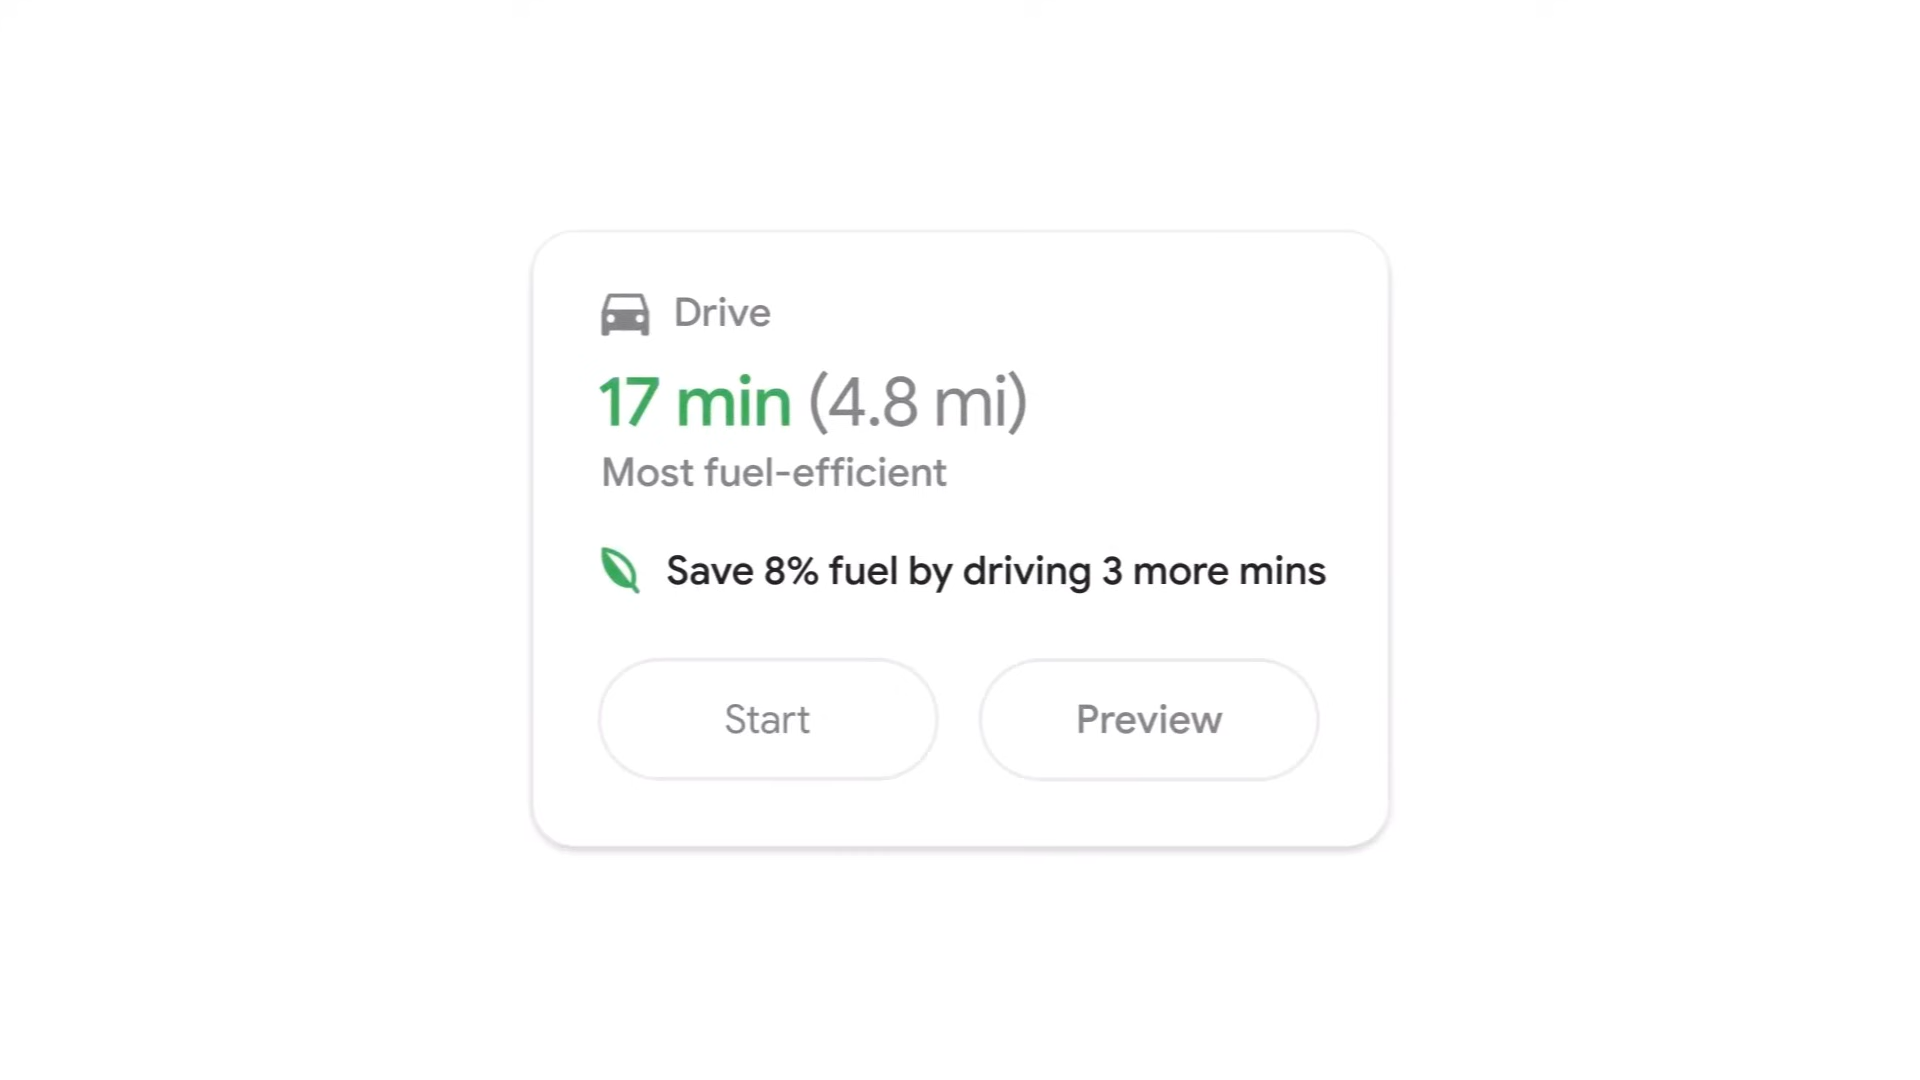 Drive
17 min (4.8 mi)
Most fuel-efficient
Save 8% fuel by driving 3 more mins
Start
Preview